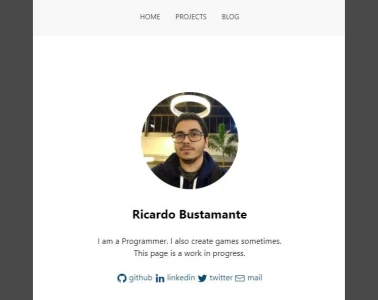 HOME PROJECTS BLOG
Ricardo Bustamante
I am a Programmer. I also create games sometimes.
This page is a work in progress.
github linkedin twitter mail